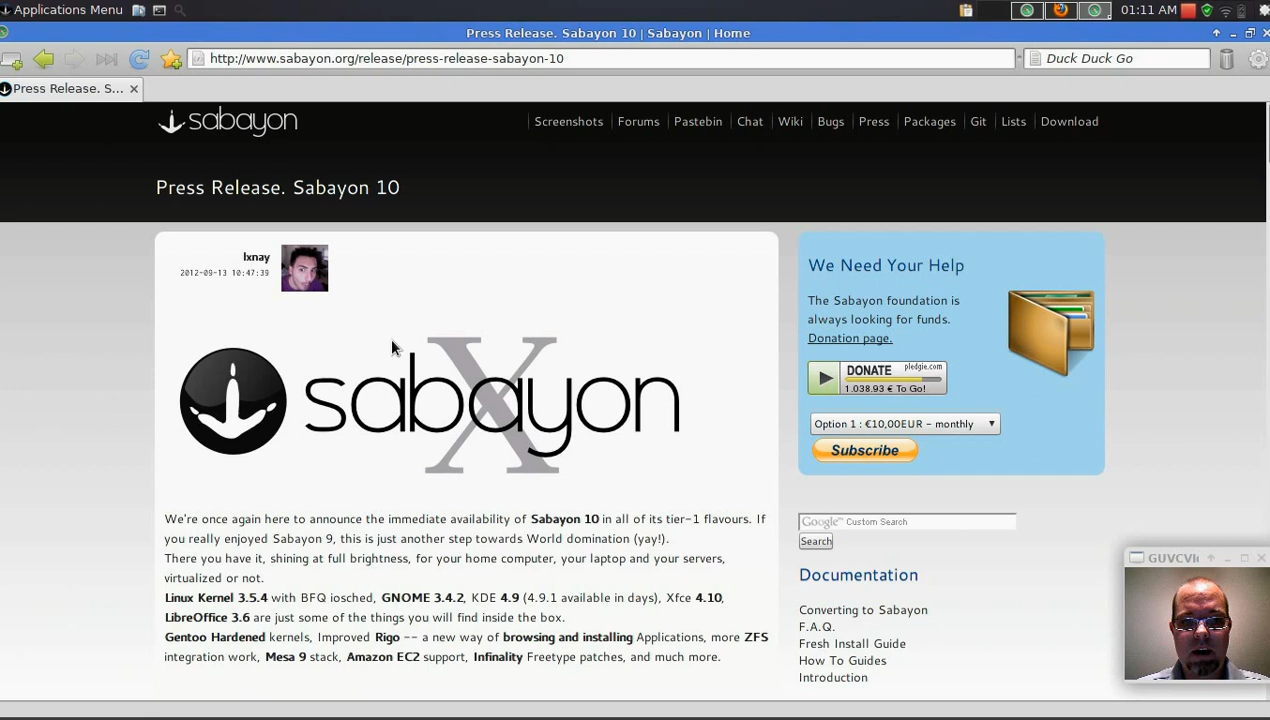 Applications Menu
01:11 AM
Press Release. Sabayon 10 | Sabayon | Home
http://www.sabayon.org/release/press-release-sabayon-10
Duck Duck Go
Press Release. S...
sabayon
Screenshots
Forums
Pastebin
Chat
Wiki
Bugs
Press
Packages
Git
Lists
Download
Press Release. Sabayon 10
lxnay
2012-09-13 10:47:39
X
sabayon
We're once again here to announce the immediate availability of Sabayon 10 in all of its tier-1 flavours. If
you really enjoyed Sabayon 9, this is just another step towards World domination (yay!).
There you have it, shining at full brightness, for your home computer, your laptop and your servers,
virtualized or not.
Linux Kernel 3.5.4 with BFQ iosched, GNOME 3.4.2, KDE 4.9 (4.9.1 available in days), Xfce 4.10,
LibreOffice 3.6 are just some of the things you will find inside the box.
Gentoo Hardened kernels, Improved Rigo -- a new way of browsing and installing Applications, more ZFS
integration work, Mesa 9 stack, Amazon EC2 support, Infinality Freetype patches, and much more.
We Need Your Help
The Sabayon foundation is
always looking for funds.
Donation page.
DONATE
pledgie.com
1.038.93 € To Go!
Option 1 : €10,00EUR - monthly
Subscribe
Google™ Custom Search
Search
Documentation
Converting to Sabayon
F.A.Q.
Fresh Install Guide
How To Guides
Introduction